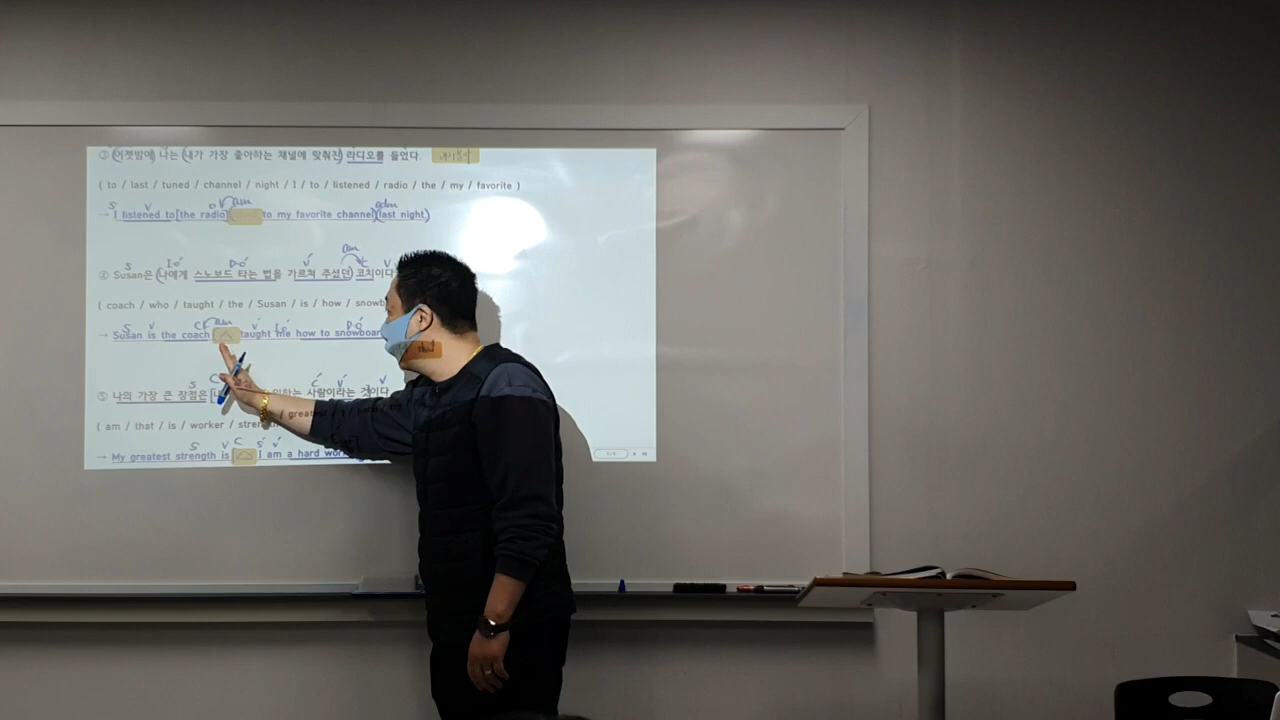 ③ (어젯밤에) 나는 (내가 가장 좋아하는 채널에 맞춰진) 라디오를 들었다.
( to / last / tuned / channel / night / I / to / listened / radio / the / my / favorite )
→ I listened to [the radio] to my favorite channel) (last night)
④ Susan은 (나에게 스노보드 타는 법을 가르쳐 주셨던) 코치이다
( coach / who / taught / the / Susan / is / how / snowb
→ Susan is the coach taught me how to snowboar
⑤ 나의 가장 큰 장점은 하는 사람이라는 것이다
( am / that / is / worker / stren / greatest
→ My greatest strength is I am a hard work